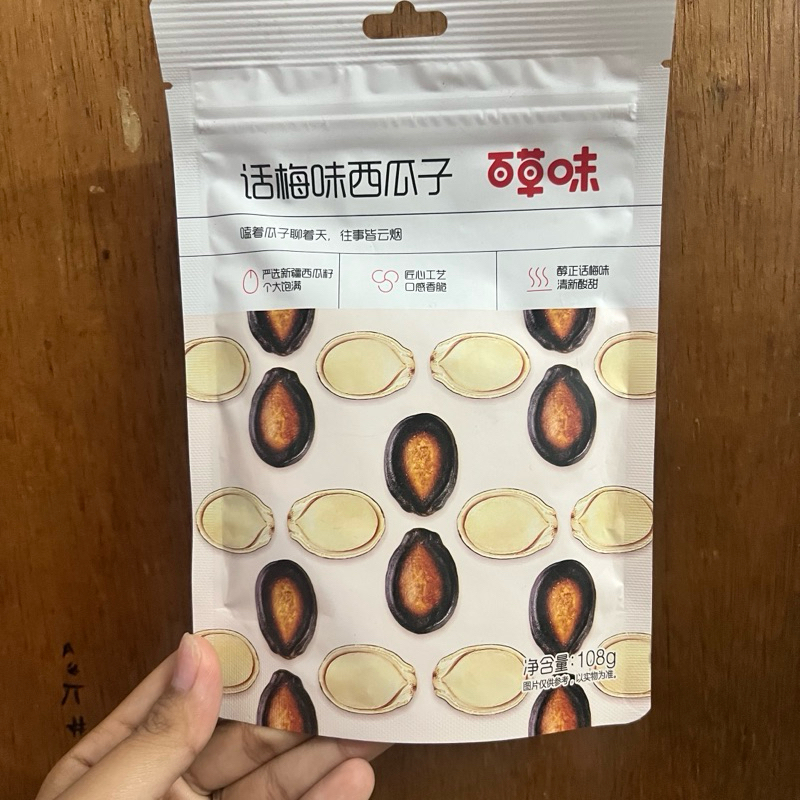 话梅味西瓜子 百草味
嗑着瓜子聊着天，往事皆云烟
严选新疆西瓜籽
个大饱满
匠心工艺
口感香脆
醇正话梅味
清新酸甜
净含量:108g
图片仅供参考，以实物为准。